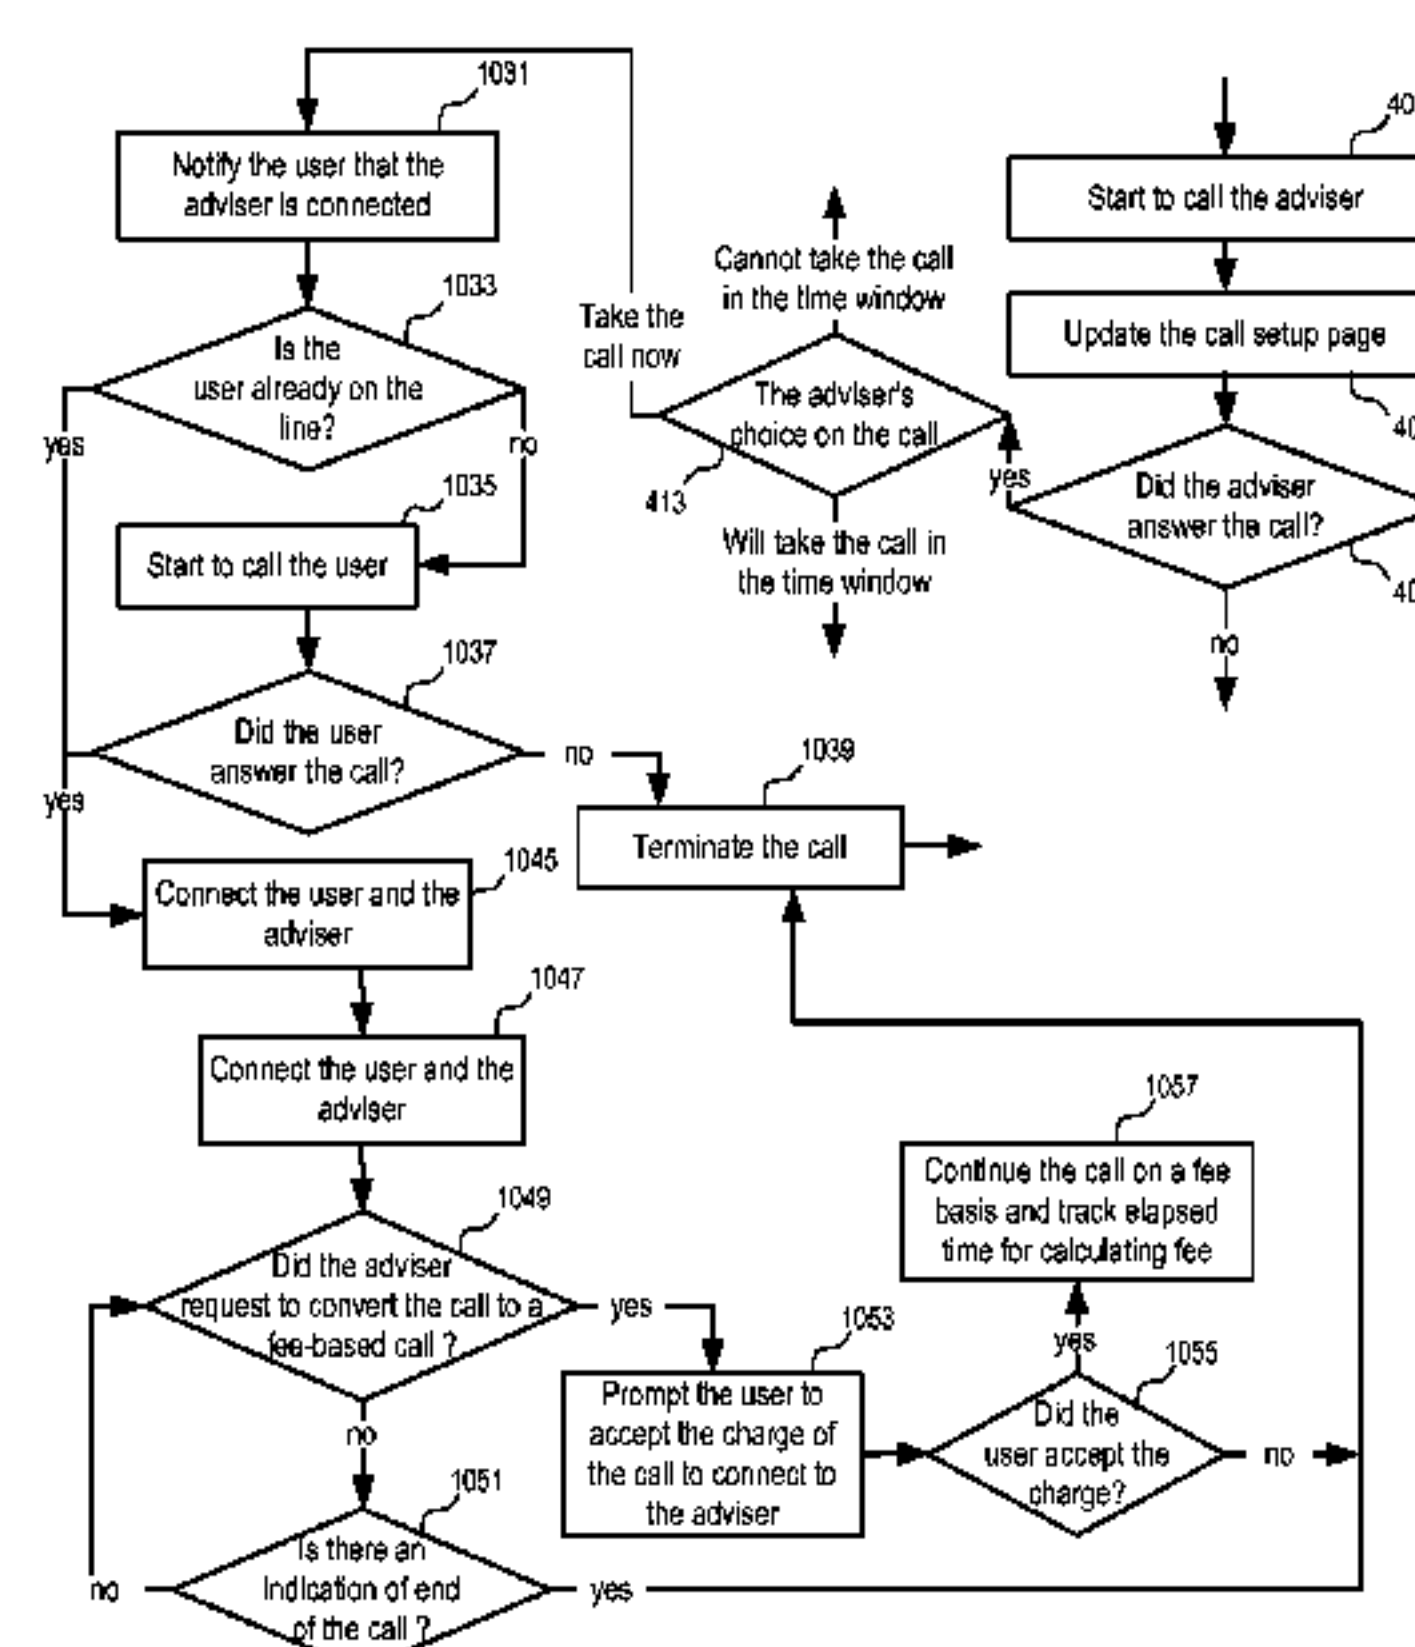 1031
Notify the user that the
adviser is connected
1033
Is the
user already on the
line?
yes
no
1035
Start to call the user
1037
Did the user
answer the call?
yes
no
1039
Terminate the call
1045
Connect the user and the
adviser
1047
Connect the user and the
adviser
1049
Did the adviser
request to convert the call to a
fee-based call ?
yes
no
1051
Is there an
indication of end
of the call ?
no
yes
1053
Prompt the user to
accept the charge of
the call to connect to
the adviser
1055
Did the
user accept the
charge?
yes
no
1057
Continue the call on a fee
basis and track elapsed
time for calculating fee
Take the
call now
Cannot take the call
in the time window
The adviser's
choice on the call
413
Will take the call in
the time window
40
Start to call the adviser
Update the call setup page
40
Did the adviser
answer the call?
yes
40
no